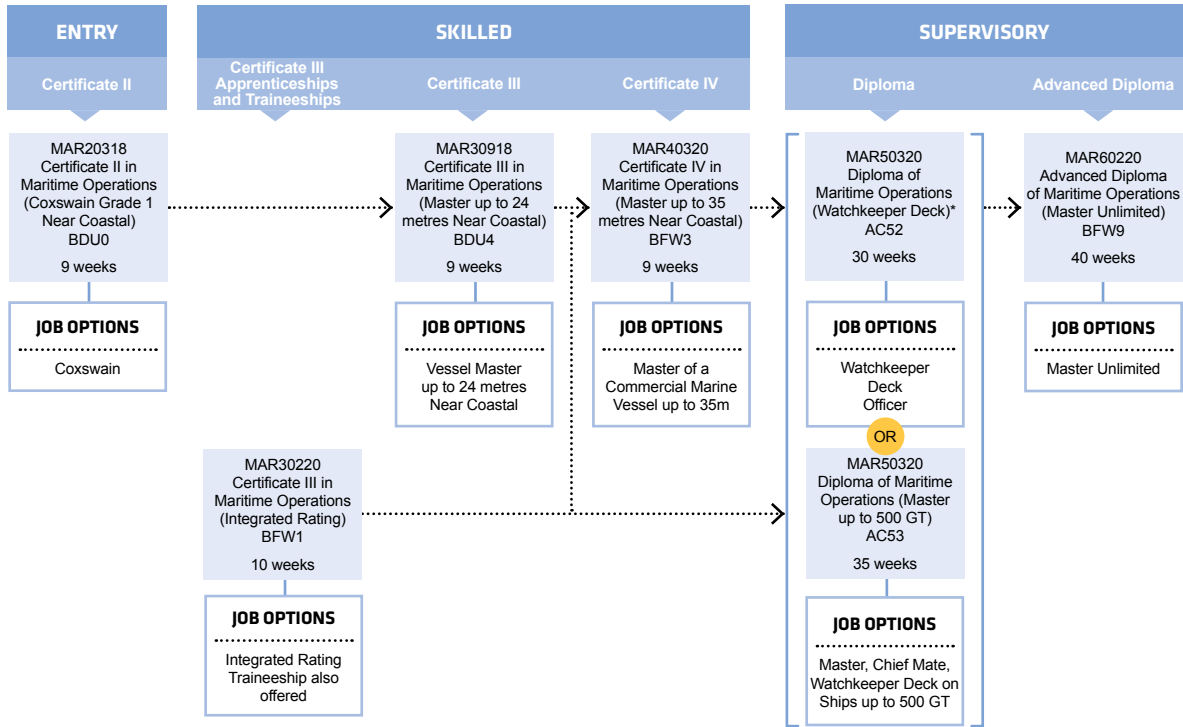 ENTRY
SKILLED
SUPERVISORY
Certificate II
Certificate III
Apprenticeships
and Traineeships
Certificate III
Certificate IV
Diploma
Advanced Diploma
MAR20318
Certificate II in
Maritime Operations
(Coxswain Grade 1
Near Coastal)
BDU0
9 weeks
JOB OPTIONS
Coxswain
MAR30220
Certificate III in
Maritime Operations
(Integrated Rating)
BFW1
10 weeks
JOB OPTIONS
Integrated Rating
Traineeship also
offered
MAR30918
Certificate III in
Maritime Operations
(Master up to 24
metres Near Coastal)
BDU4
9 weeks
JOB OPTIONS
Vessel Master
up to 24 metres
Near Coastal
MAR40320
Certificate IV in
Maritime Operations
(Master up to 35
metres Near Coastal)
BFW3
9 weeks
JOB OPTIONS
Master of a
Commercial Marine
Vessel up to 35m
MAR50320
Diploma of
Maritime Operations
(Watchkeeper Deck)*
AC52
30 weeks
JOB OPTIONS
Watchkeeper
Deck
Officer
OR
MAR50320
Diploma of Maritime
Operations (Master
up to 500 GT)
AC53
35 weeks
JOB OPTIONS
Master, Chief Mate,
Watchkeeper Deck on
Ships up to 500 GT
MAR60220
Advanced Diploma
of Maritime Operations
(Master Unlimited)
BFW9
40 weeks
JOB OPTIONS
Master Unlimited